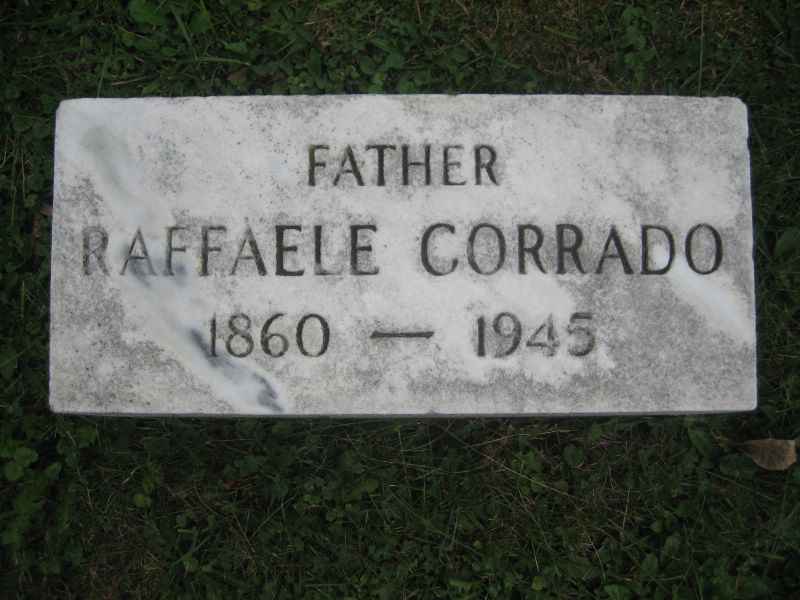 FATHER
RAFFAELE CORRADO
1860 — 1945